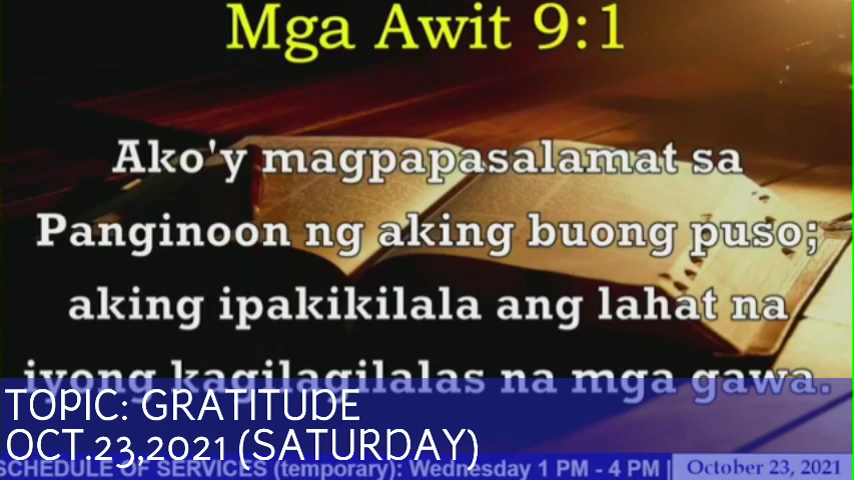 Mga Awit 9:1
Ako'y magpapasalamat sa
Panginoon ng aking buong puso;
aking ipakikilala ang lahat na
iyong kagilagilalas na mga gawa.
TOPIC: GRATITUDE
OCT.23,2021 (SATURDAY)
SCHEDULE OF SERVICES (temporary): Wednesday 1 PM - 4 PM | October 23, 2021